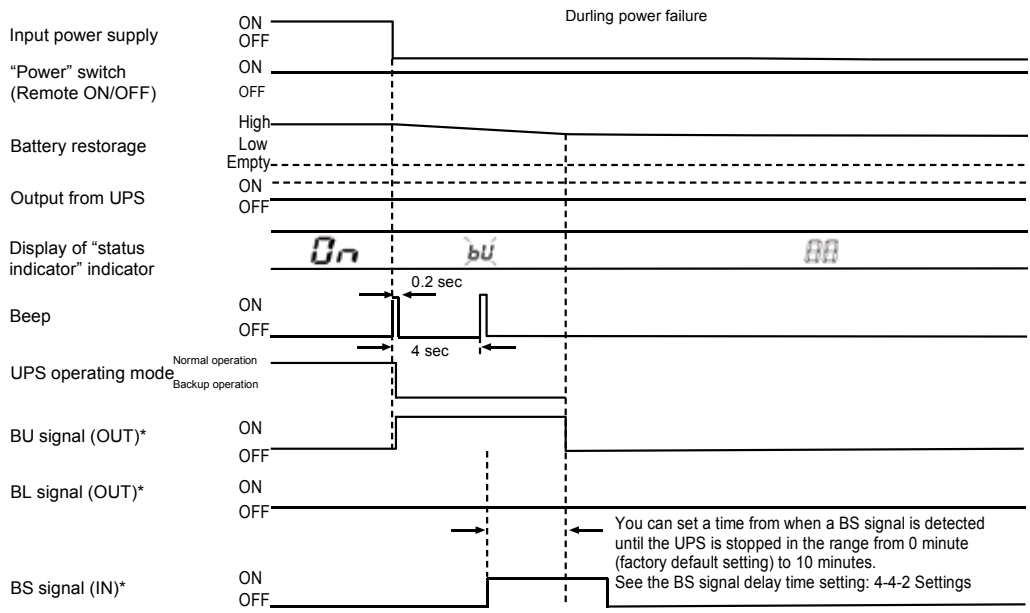 Durling power failure
Input power supply
ON
OFF
“Power” switch
(Remote ON/OFF)
ON
OFF
Battery restorage
High
Low
Empty
Output from UPS
ON
OFF
Display of “status
indicator” indicator
On
bU
88
Beep
ON
OFF
0.2 sec
4 sec
UPS operating mode
Normal operation
Backup operation
BU signal (OUT)*
ON
OFF
BL signal (OUT)*
ON
OFF
You can set a time from when a BS signal is detected
until the UPS is stopped in the range from 0 minute
(factory default setting) to 10 minutes.
See the BS signal delay time setting: 4-4-2 Settings
BS signal (IN)*
ON
OFF